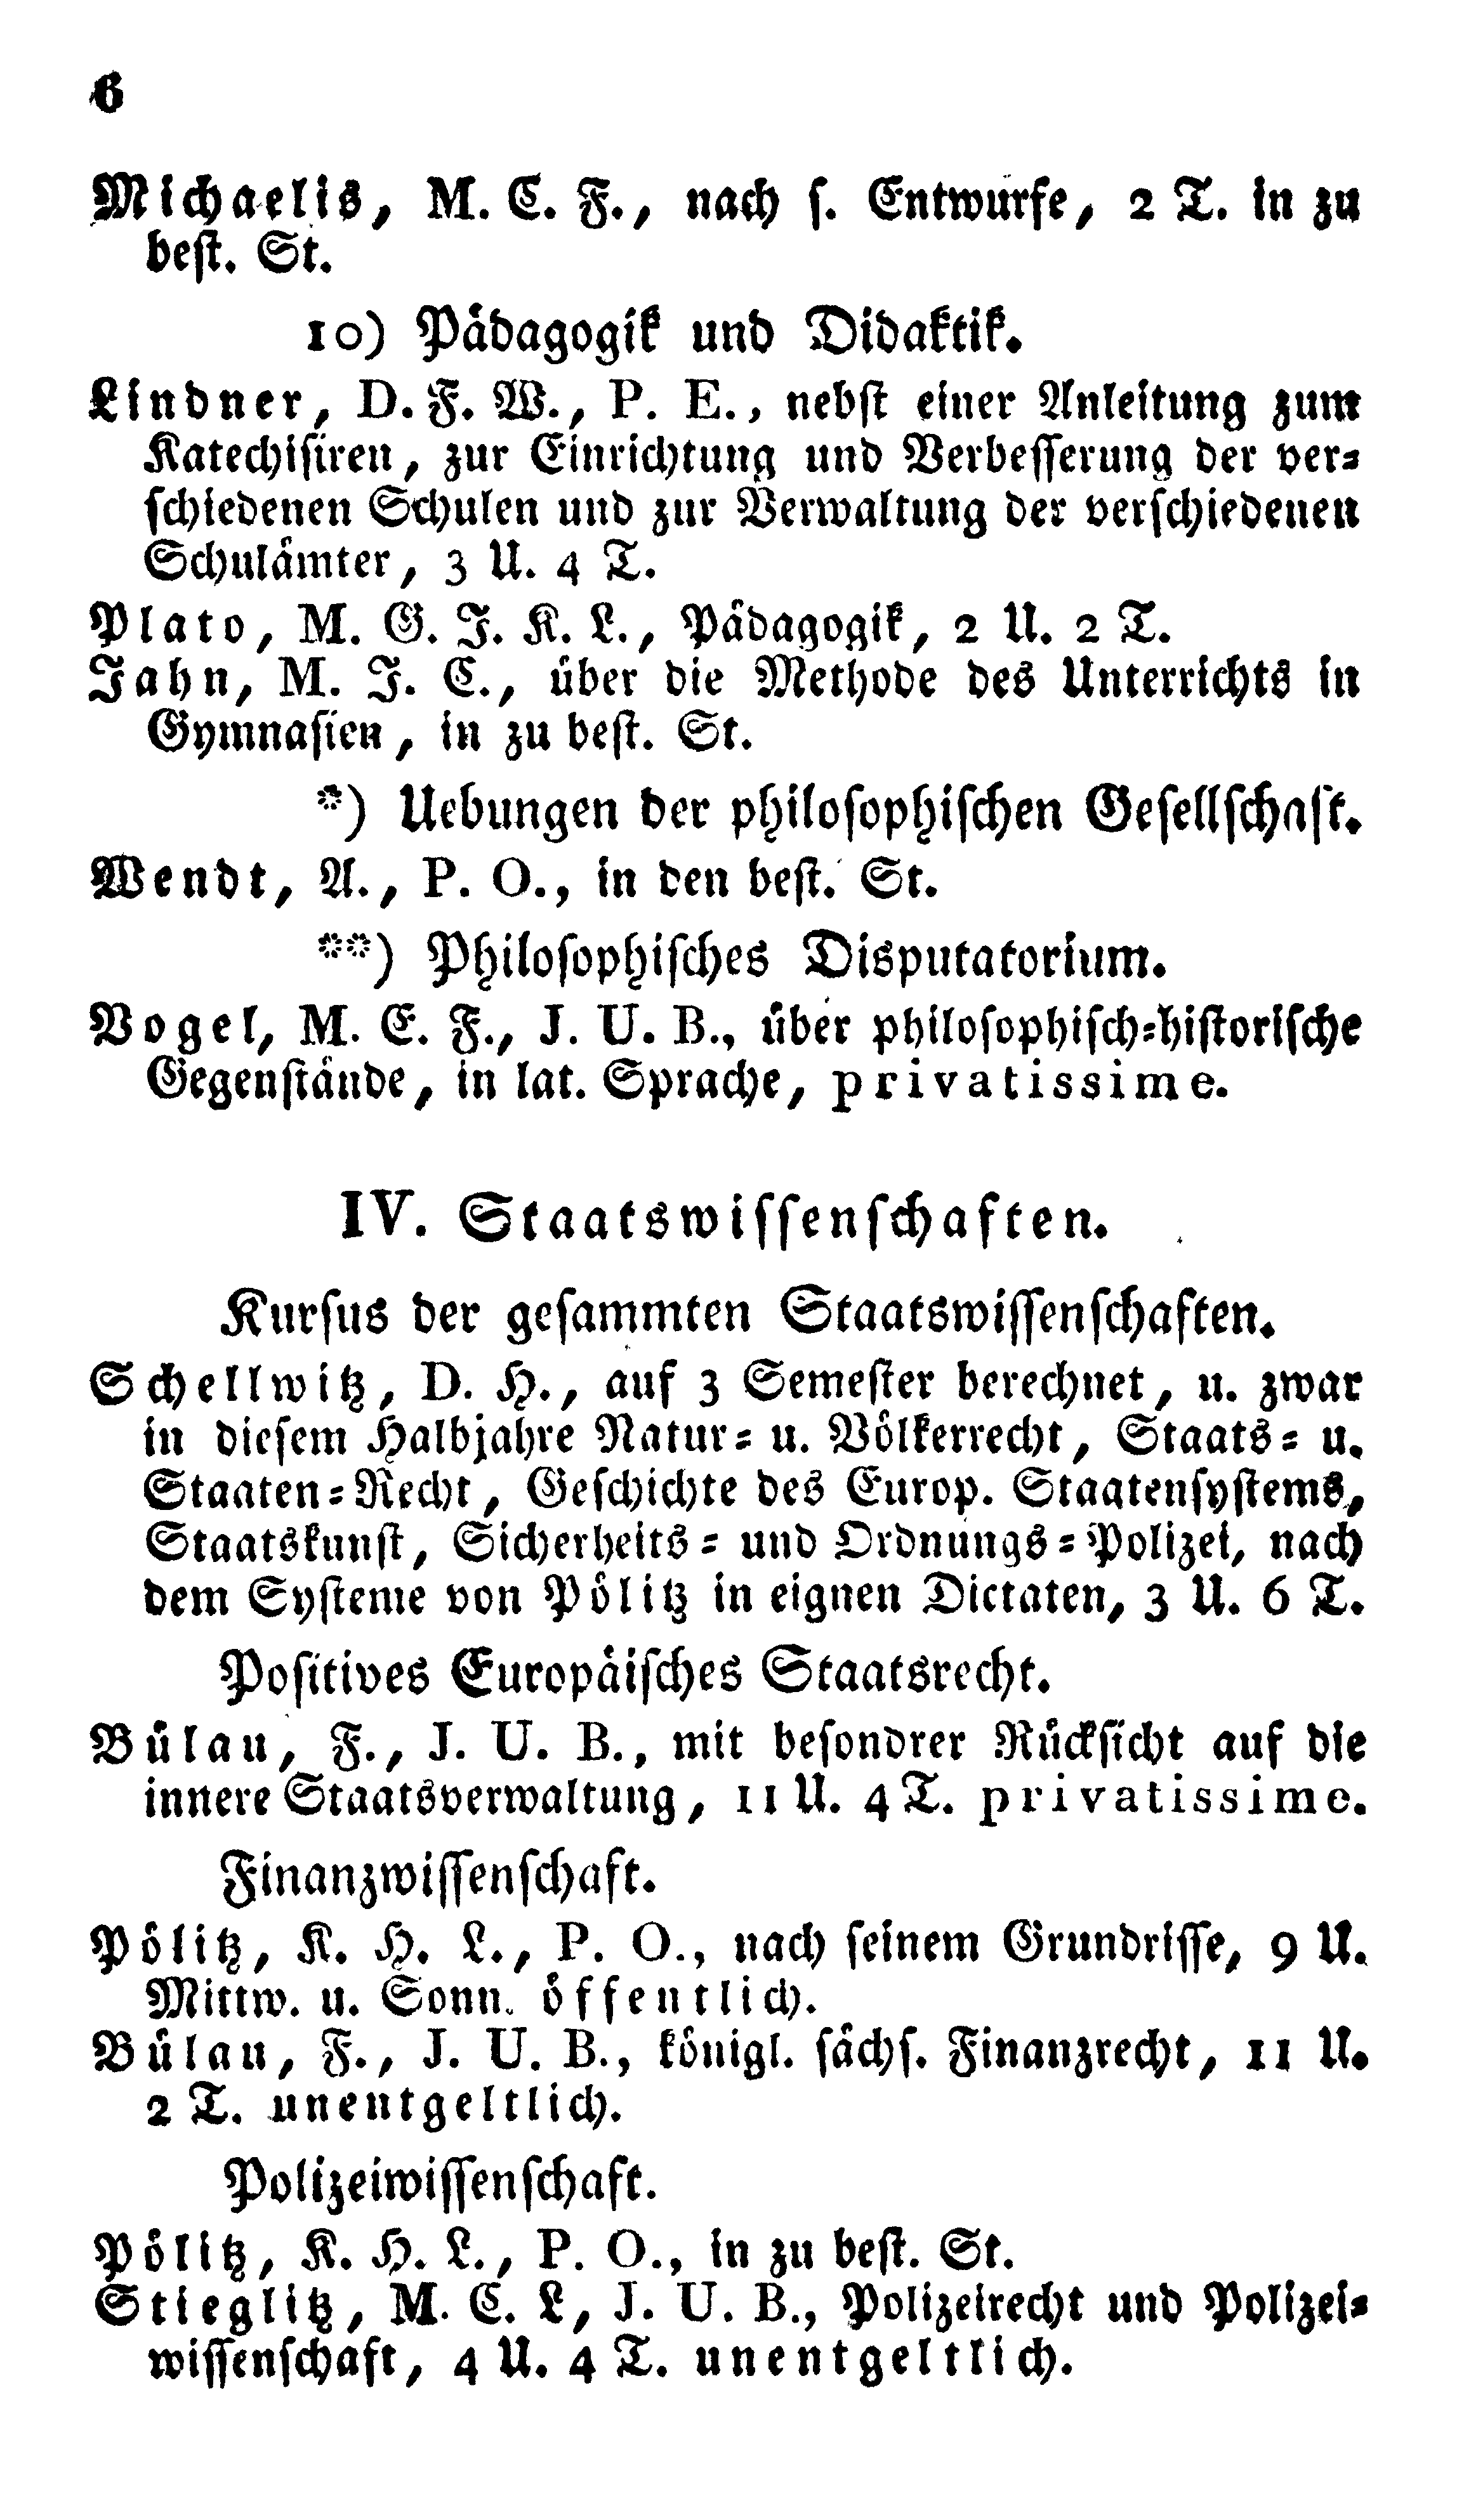 6
Michaelis, M. C. F., nach s. Entwurfe, 2 T. in zu
best. St.
10) Pädagogik und Didaktik.
Lindner, D. F. W., P. E., nebst einer Anleitung zum
Katechisiren, zur Einrichtung und Verbesserung der ver-
schiedenen Schulen und zur Verwaltung der verschiedenen
Schulämter, 3 U. 4 T.
Plato, M. G. J. K. L., Pädagogik, 2 U. 2 T.
Jahn, M. J. C., über die Methode des Unterrichts in
Gymnasien, in zu best. St.
*) Uebungen der philosophischen Gesellschaft.
Wendt, A., P. O., in den best. St.
**) Philosophisches Disputatorium.
Vogel, M. E. F., J. U. B., über philosophisch-historische
Gegenstände, in lat. Sprache, privatissime.
IV. Staatswissenschaften.
Kursus der gesammten Staatswissenschaften.
Schellwitz, D. H., auf 3 Semester berechnet, u. zwar
in diesem Halbjahre Natur- u. Völkerrecht, Staats- u.
Staaten-Recht, Geschichte des Europ. Staatensystems,
Staatskunst, Sicherheits- und Ordnungs-Polizei, nach
dem Systeme von Pölitz in eignen Dictaten, 3 U. 6 T.
Positives Europäisches Staatsrecht.
Bülau, F., J. U. B., mit besondrer Rücksicht auf die
innere Staatsverwaltung, 11 U. 4 T. privatissime.
Finanzwissenschaft.
Pölitz, K. H. L., P. O., nach seinem Grundrisse, 9 U.
Mittw. u. Sonn. öffentlich.
Bülau, F., J. U. B., königl. sächs. Finanzrecht, 11 U.
2 T. unentgeltlich.
Polizeiwissenschaft.
Pölitz, K. H. L., P. O., in zu best. St.
Stieglitz, M. C. L, J. U. B., Polizeirecht und Polizei-
wissenschaft, 4 U. 4 T. unentgeltlich.